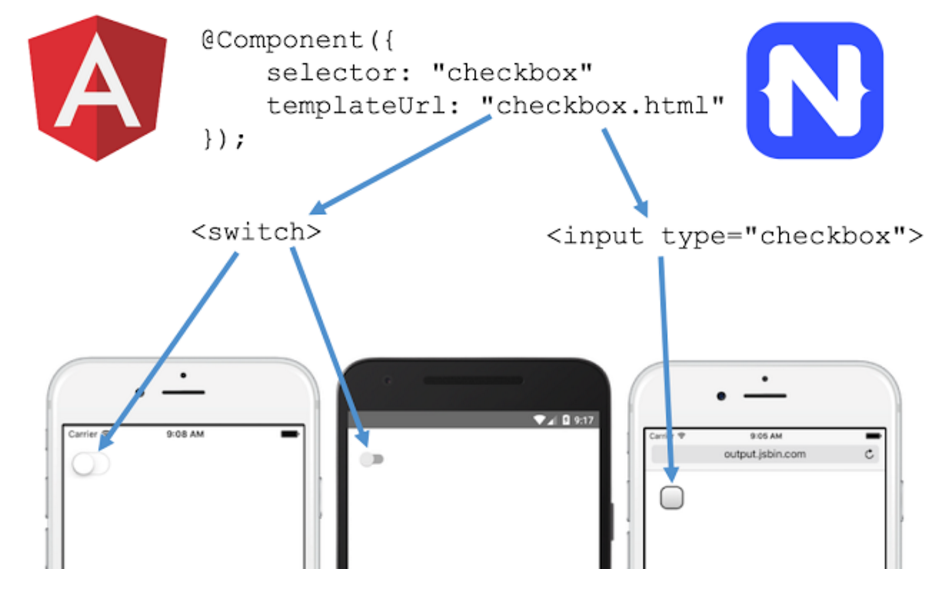 @Component({
selector: "checkbox"
templateUrl: "checkbox.html"
});
<switch>
<input type="checkbox">
Carrier
9:08 AM
9:17
Carrier
9:05 AM
output.jsbin.com